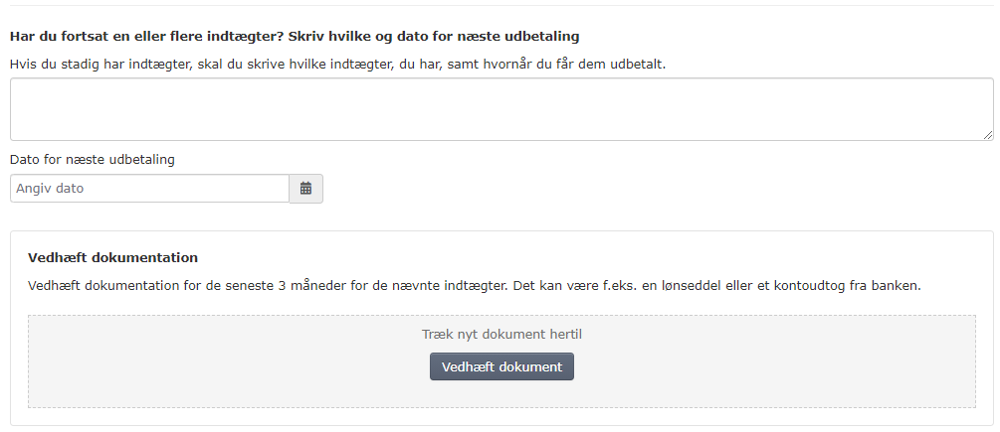 Har du fortsat en eller flere indtægter? Skriv hvilke og dato for næste udbetaling
Hvis du stadig har indtægter, skal du skrive hvilke indtægter, du har, samt hvornår du får dem udbetalt.
Dato for næste udbetaling
Angiv dato
Vedhæft dokumentation
Vedhæft dokumentation for de seneste 3 måneder for de nævnte indtægter. Det kan være f.eks. en lønseddel eller et kontoudtog fra banken.
Træk nyt dokument hertil
Vedhæft dokument